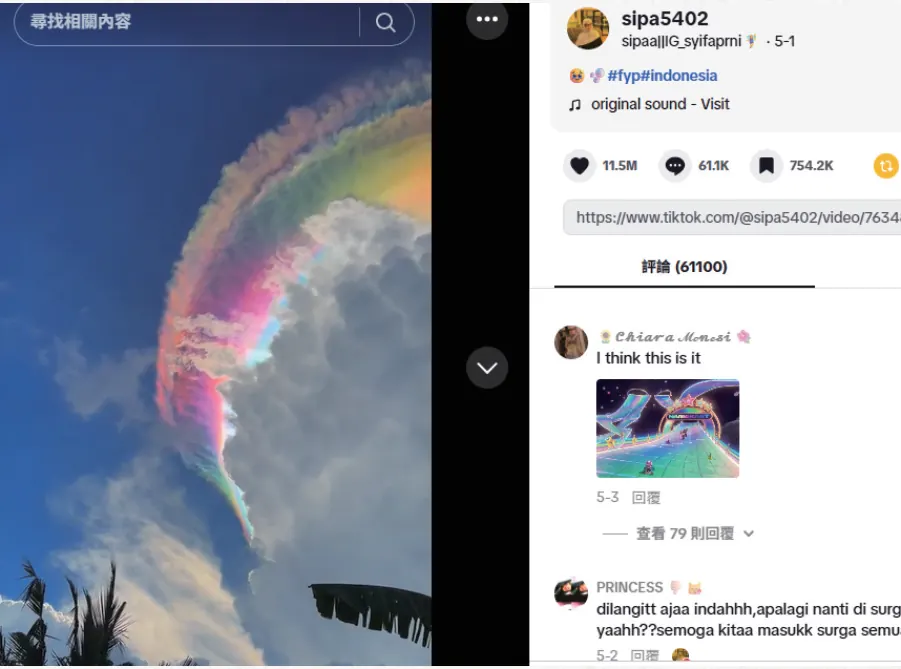 尋找相關內容
sipa5402
sipaa||IG_syifaprni · 5-1
#fyp#indonesia
original sound - Visit
11.5M
61.1K
754.2K
https://www.tiktok.com/@sipa5402/video/7634
評論 (61100)
𝓒𝓱𝓲𝓪𝓻𝓪 𝓜𝓸𝓷𝓮𝓼𝓲
I think this is it
5-3 回覆
查看 79 則回覆
PRINCESS
dilangitt ajaa indahhh,apalagi nanti di surg
yaahh??semoga kitaa masukk surga semua
5-2 回覆